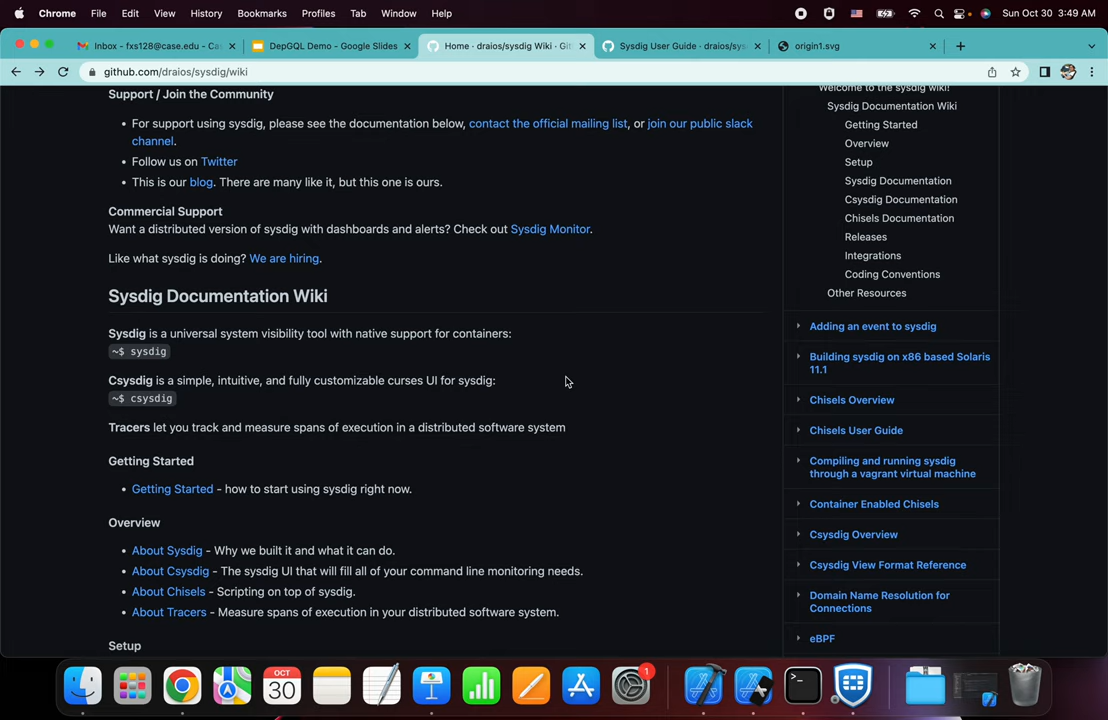 Chrome File Edit View History Bookmarks Profiles Tab Window Help Sun Oct 30 3:49 AM
Inbox - fxs128@case.edu - Ca
DepGQL Demo - Google Slides
Home · draios/sysdig Wiki · Git
Sysdig User Guide · draios/sys
origin1.svg
github.com/draios/sysdig/wiki
Support / Join the Community
For support using sysdig, please see the documentation below, contact the official mailing list, or join our public slack
channel.
Follow us on Twitter
This is our blog. There are many like it, but this one is ours.
Commercial Support
Want a distributed version of sysdig with dashboards and alerts? Check out Sysdig Monitor.
Like what sysdig is doing? We are hiring.
Sysdig Documentation Wiki
Sysdig is a universal system visibility tool with native support for containers:
~$ sysdig
Csysdig is a simple, intuitive, and fully customizable curses UI for sysdig:
~$ csysdig
Tracers let you track and measure spans of execution in a distributed software system
Getting Started
Getting Started - how to start using sysdig right now.
Overview
About Sysdig - Why we built it and what it can do.
About Csysdig - The sysdig UI that will fill all of your command line monitoring needs.
About Chisels - Scripting on top of sysdig.
About Tracers - Measure spans of execution in your distributed software system.
Setup
Welcome to the sysdig wiki!
Sysdig Documentation Wiki
Getting Started
Overview
Setup
Sysdig Documentation
Csysdig Documentation
Chisels Documentation
Releases
Integrations
Coding Conventions
Other Resources
Adding an event to sysdig
Building sysdig on x86 based Solaris
11.1
Chisels Overview
Chisels User Guide
Compiling and running sysdig
through a vagrant virtual machine
Container Enabled Chisels
Csysdig Overview
Csysdig View Format Reference
Domain Name Resolution for
Connections
eBPF
OCT
30
1
>_